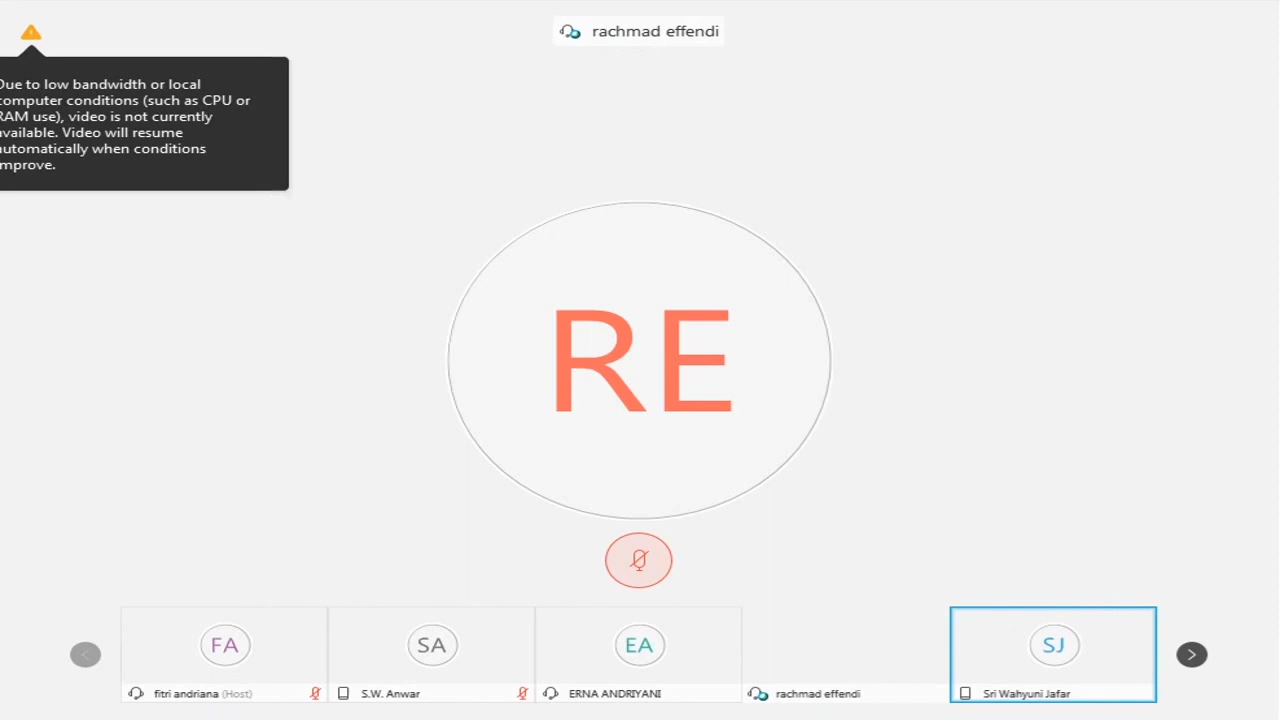 rachmad effendi
Due to low bandwidth or local
computer conditions (such as CPU or
RAM use), video is not currently
available. Video will resume
automatically when conditions
improve.
RE
FA
SA
EA
SJ
fitri andriana (Host)
S.W. Anwar
ERNA ANDRIYANI
rachmad effendi
Sri Wahyuni Jafar